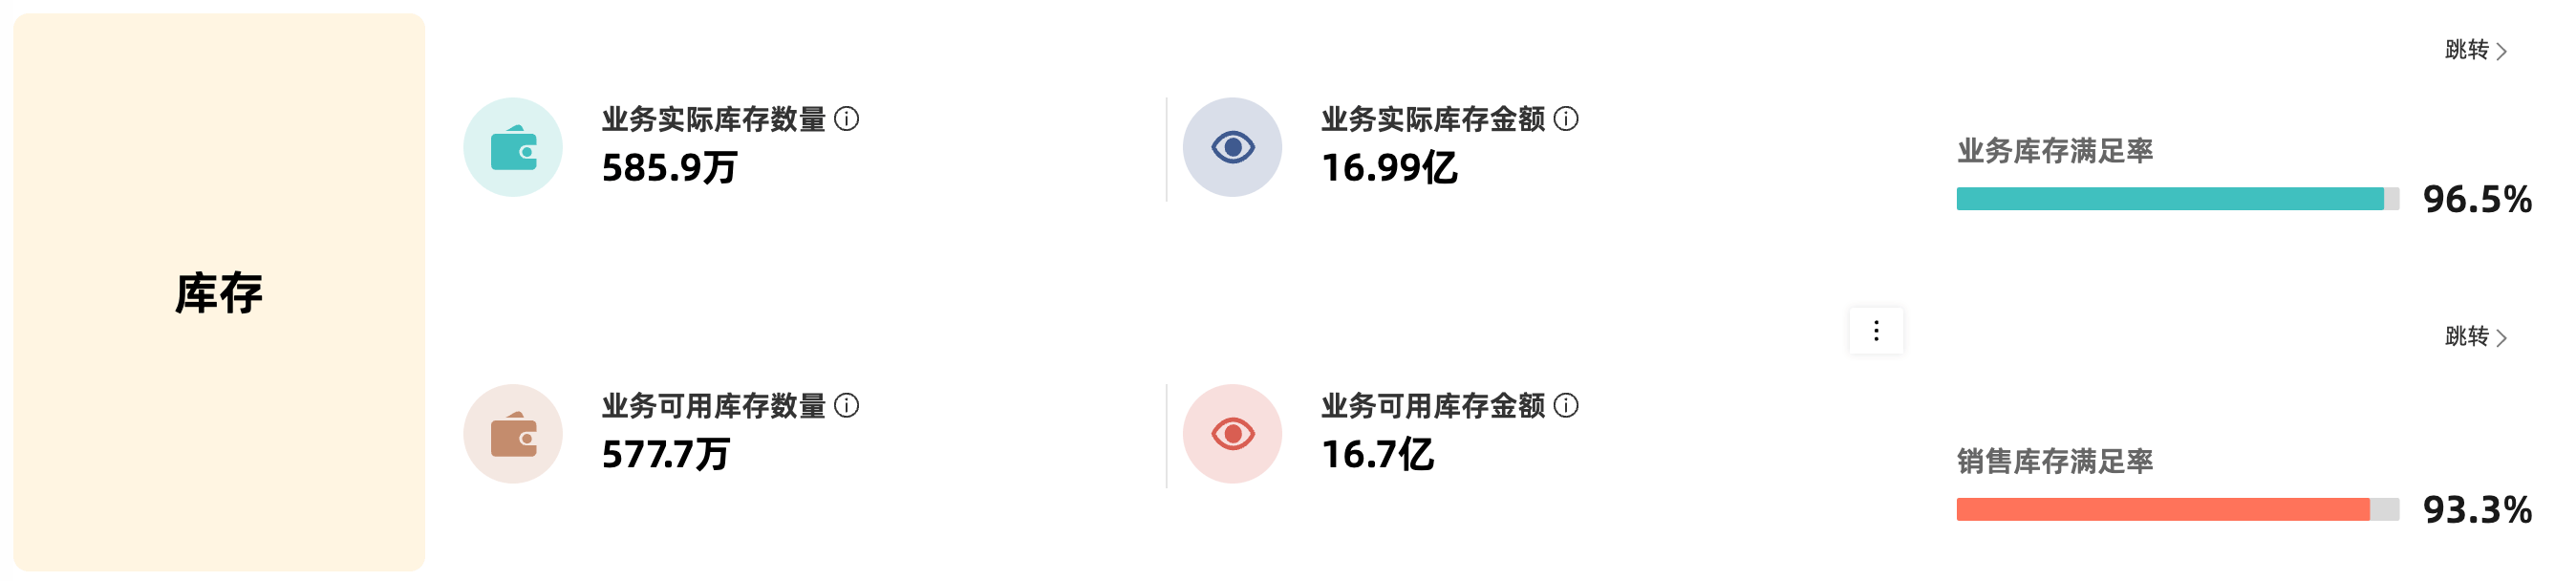 库存
业务实际库存数量
585.9万
业务实际库存金额
16.99亿
跳转
业务库存满足率
96.5%
业务可用库存数量
577.7万
业务可用库存金额
16.7亿
跳转
销售库存满足率
93.3%